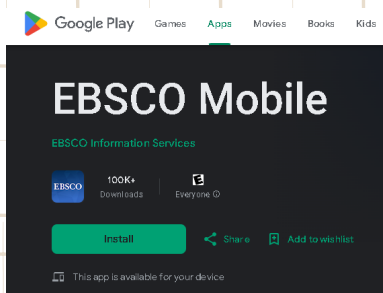 Google Play Games Apps Movies Books Kids
EBSCO Mobile
EBSCO Information Services
EBSCO
100K+
Downloads
E
Everyone
Install
Share
Add to wishlist
This app is available for your device